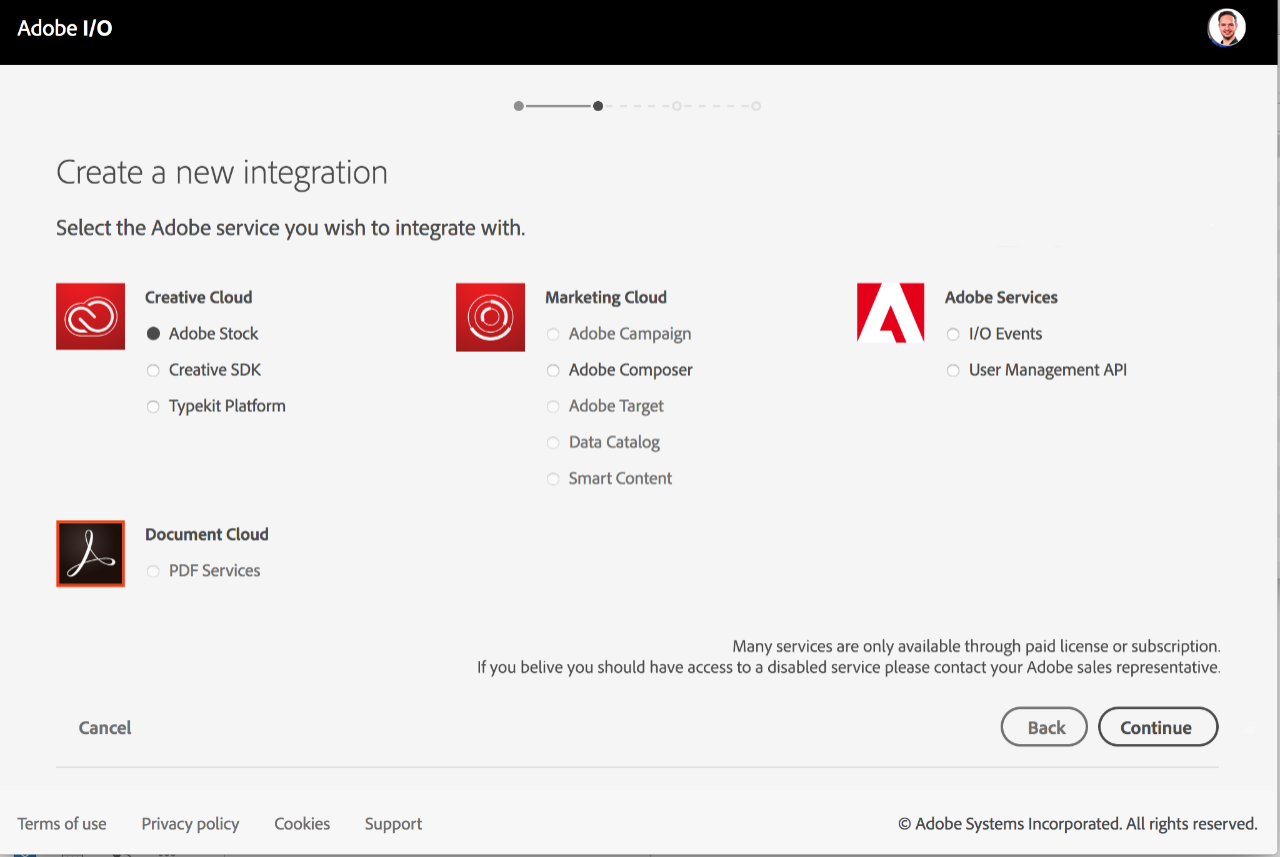 Adobe I/O
Create a new integration
Select the Adobe service you wish to integrate with.
Creative Cloud
Adobe Stock
Creative SDK
Typekit Platform
Marketing Cloud
Adobe Campaign
Adobe Composer
Adobe Target
Data Catalog
Smart Content
Adobe Services
I/O Events
User Management API
Document Cloud
PDF Services
Many services are only available through paid license or subscription.
If you belive you should have access to a disabled service please contact your Adobe sales representative.
Cancel
Back
Continue
Terms of use
Privacy policy
Cookies
Support
© Adobe Systems Incorporated. All rights reserved.